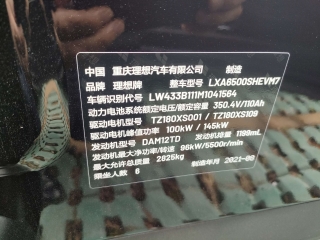 中国 重庆理想汽车有限公司 制造
品牌 理想牌 整车型号 LXA6500SHEVM7
车辆识别代号 LW433B111M1041564
动力电池系统额定电压/额定容量 350.4V/110Ah
驱动电机型号 TZ180XS001 / TZ180XS109
驱动电机峰值功率 100kW / 145kW
发动机型号 DAM12TD 发动机排量 1199mL
发动机最大净功率/转速 96kW/5500r/min
最大允许总质量 2825kg
乘坐人数 6 制造年月 2021-08